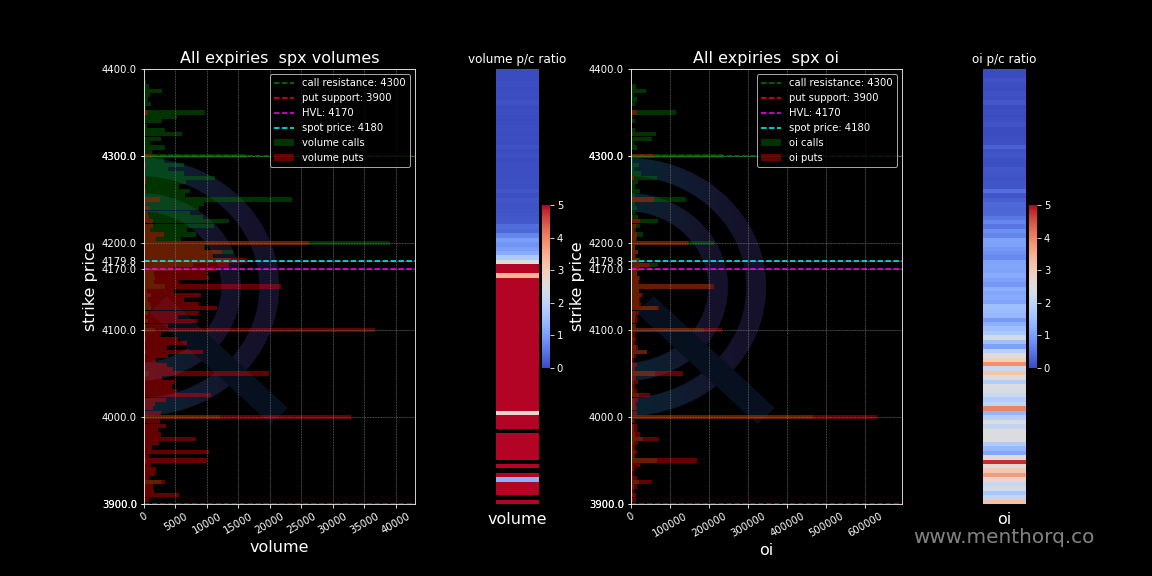 All expiries  spx volumes
volume p/c ratio
All expiries  spx oi
oi p/c ratio
4400.0
4300.0
4200.0
4179.8
4170.0
4100.0
4000.0
3900.0
strike price
call resistance: 4300
put support: 3900
HVL: 4170
spot price: 4180
volume calls
volume puts
0
5000
10000
15000
20000
25000
30000
35000
40000
volume
5
4
3
2
1
0
volume
4400.0
4300.0
4200.0
4179.8
4170.0
4100.0
4000.0
3900.0
strike price
call resistance: 4300
put support: 3900
HVL: 4170
spot price: 4180
oi calls
oi puts
0
100000
200000
300000
400000
500000
600000
oi
5
4
3
2
1
0
oi
www.menthorq.co